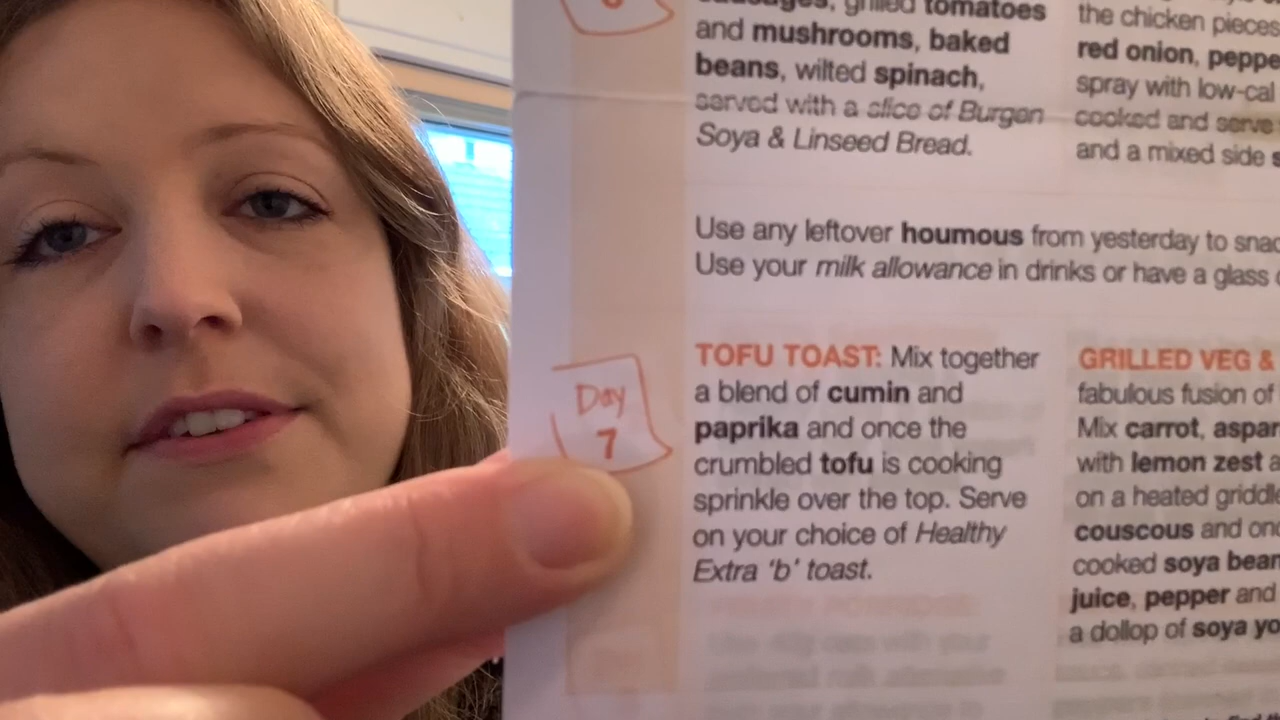 sausages, grilled tomatoes
and mushrooms, baked
beans, wilted spinach,
served with a slice of Burgen
Soya & Linseed Bread.
the chicken pieces
red onion, peppe
spray with low-cal
cooked and serve
and a mixed side s
Use any leftover houmous from yesterday to snac
Use your milk allowance in drinks or have a glass
Day
7
TOFU TOAST: Mix together
a blend of cumin and
paprika and once the
crumbled tofu is cooking
sprinkle over the top. Serve
on your choice of Healthy
Extra 'b' toast.
GRILLED VEG &
fabulous fusion of
Mix carrot, aspar
with lemon zest a
on a heated griddle
couscous and onc
cooked soya bean
juice, pepper and
a dollop of soya yo